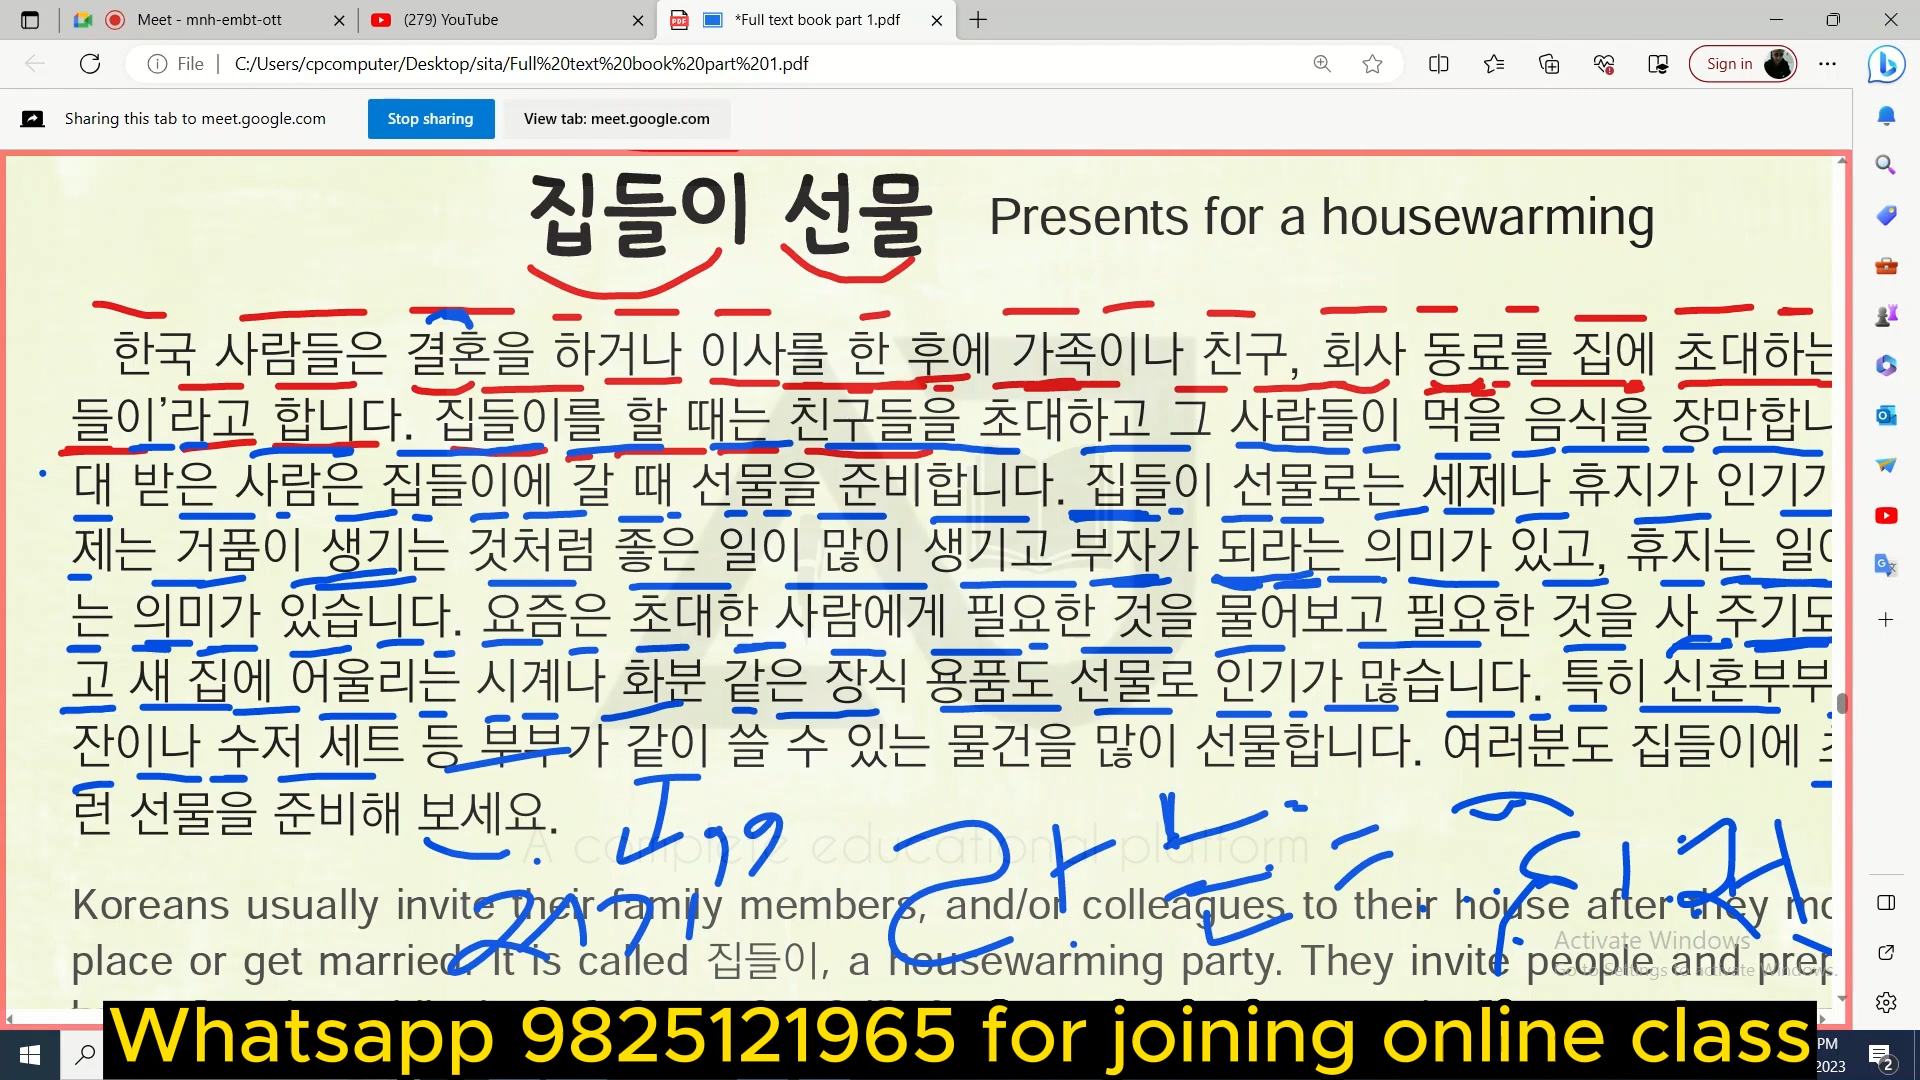 Meet - mnh-embt-ott
(279) YouTube
*Full text book part 1.pdf
File
C:/Users/cpcomputer/Desktop/sita/Full%20text%20book%20part%201.pdf
Sign in
Sharing this tab to meet.google.com
Stop sharing
View tab: meet.google.com
집들이 선물 Presents for a housewarming
한국 사람들은 결혼을 하거나 이사를 한 후에 가족이나 친구, 회사 동료를 집에 초대하는
들이'라고 합니다. 집들이를 할 때는 친구들을 초대하고 그 사람들이 먹을 음식을 장만합니
대 받은 사람은 집들이에 갈 때 선물을 준비합니다. 집들이 선물로는 세제나 휴지가 인기가
제는 거품이 생기는 것처럼 좋은 일이 많이 생기고 부자가 되라는 의미가 있고, 휴지는 일이
는 의미가 있습니다. 요즘은 초대한 사람에게 필요한 것을 물어보고 필요한 것을 사 주기도
고 새 집에 어울리는 시계나 화분 같은 장식 용품도 선물로 인기가 많습니다. 특히 신혼부부
잔이나 수저 세트 등 부부가 같이 쓸 수 있는 물건을 많이 선물합니다. 여러분도 집들이에
런 선물을 준비해 보세요.
A complete educational platform
Koreans usually invite their family members, and/or colleagues to their house after they mo
place or get married. It is called 집들이, a housewarming party. They invite people and prep
Activate Windows
Go to Settings to activate Windows.
Whatsapp 9825121965 for joining online class
PM
2023
2